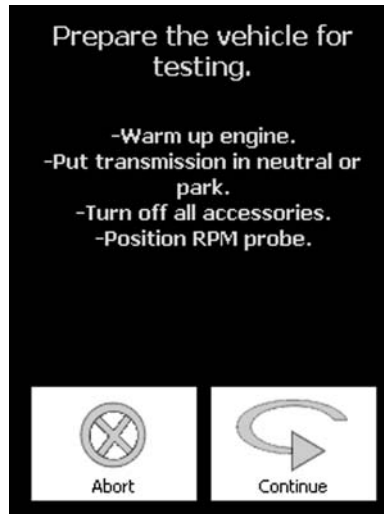 Prepare the vehicle for
testing.
-Warm up engine.
-Put transmission in neutral or
park.
-Turn off all accessories.
-Position RPM probe.
Abort
Continue